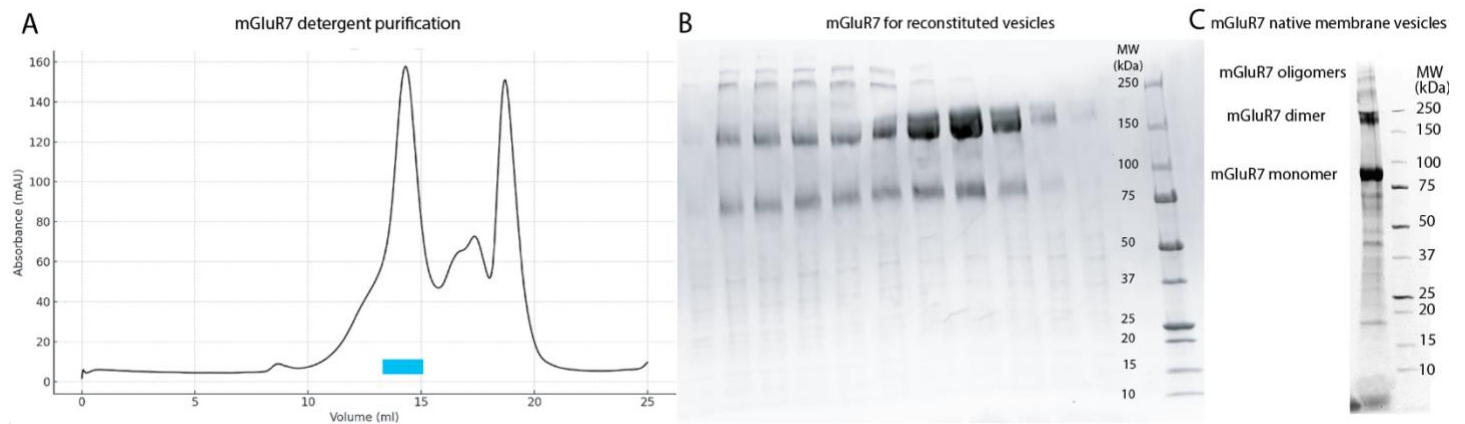 A
mGluR7 detergent purification
160
140
120
100
80
60
40
20
0
Absorbance (mAU)
0 5 10 15 20 25
Volume (ml)
B
mGluR7 for reconstituted vesicles
MW
(kDa)
250
150
100
75
50
37
25
20
15
10
C
mGluR7 native membrane vesicles
mGluR7 oligomers
mGluR7 dimer
mGluR7 monomer
MW
(kDa)
250
150
100
75
50
37
25
20
15
10